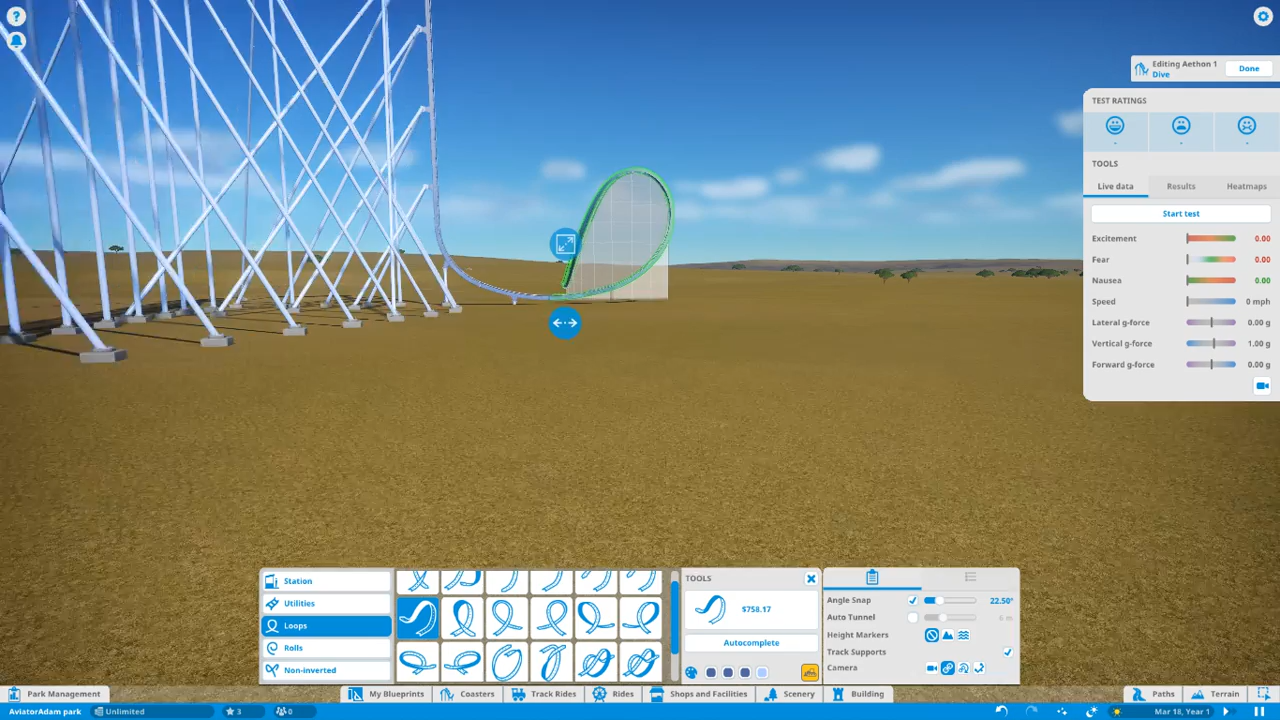 ?
Editing Aethon 1
Dive
Done
TEST RATINGS
-
-
-
TOOLS
Live data
Results
Heatmaps
Start test
Excitement 0.00
Fear 0.00
Nausea 0.00
Speed 0 mph
Lateral g-force 0.00 g
Vertical g-force 1.00 g
Forward g-force 0.00 g
Station
Utilities
Loops
Rolls
Non-inverted
TOOLS
$758.17
Autocomplete
Angle Snap 22.50°
Auto Tunnel 6 m
Height Markers
Track Supports
Camera
Park Management
My Blueprints
Coasters
Track Rides
Rides
Shops and Facilities
Scenery
Building
Paths
Terrain
AviatorAdam park
Unlimited
3
0
Mar 18, Year 1